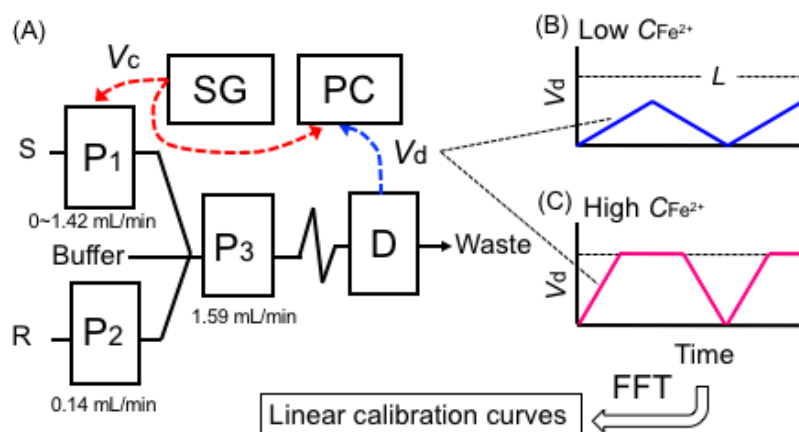 (A)
Vc
SG
PC
S
P1
0~1.42 mL/min
Vd
Buffer
P3
1.59 mL/min
D
Waste
R
P2
0.14 mL/min
(B)
Low CFe2+
Vd
L
(C)
High CFe2+
Vd
Time
FFT
Linear calibration curves